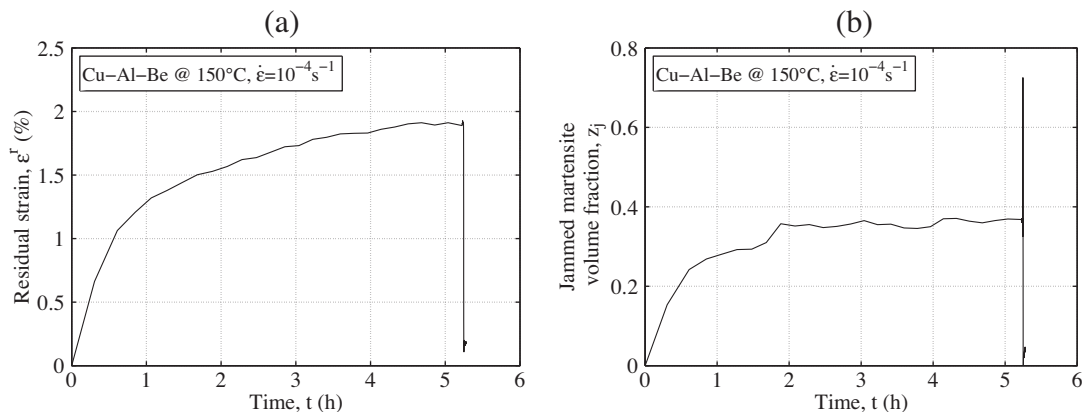 (a)
2.5
2
1.5
1
0.5
0
Cu−Al−Be @ 150°C, ε̇=10⁻⁴s⁻¹
Residual strain, εʳ (%)
0 1 2 3 4 5 6
Time, t (h)
(b)
0.8
0.6
0.4
0.2
0
Cu−Al−Be @ 150°C, ε̇=10⁻⁴s⁻¹
Jammed martensite
volume fraction, zⱼ
0 1 2 3 4 5 6
Time, t (h)